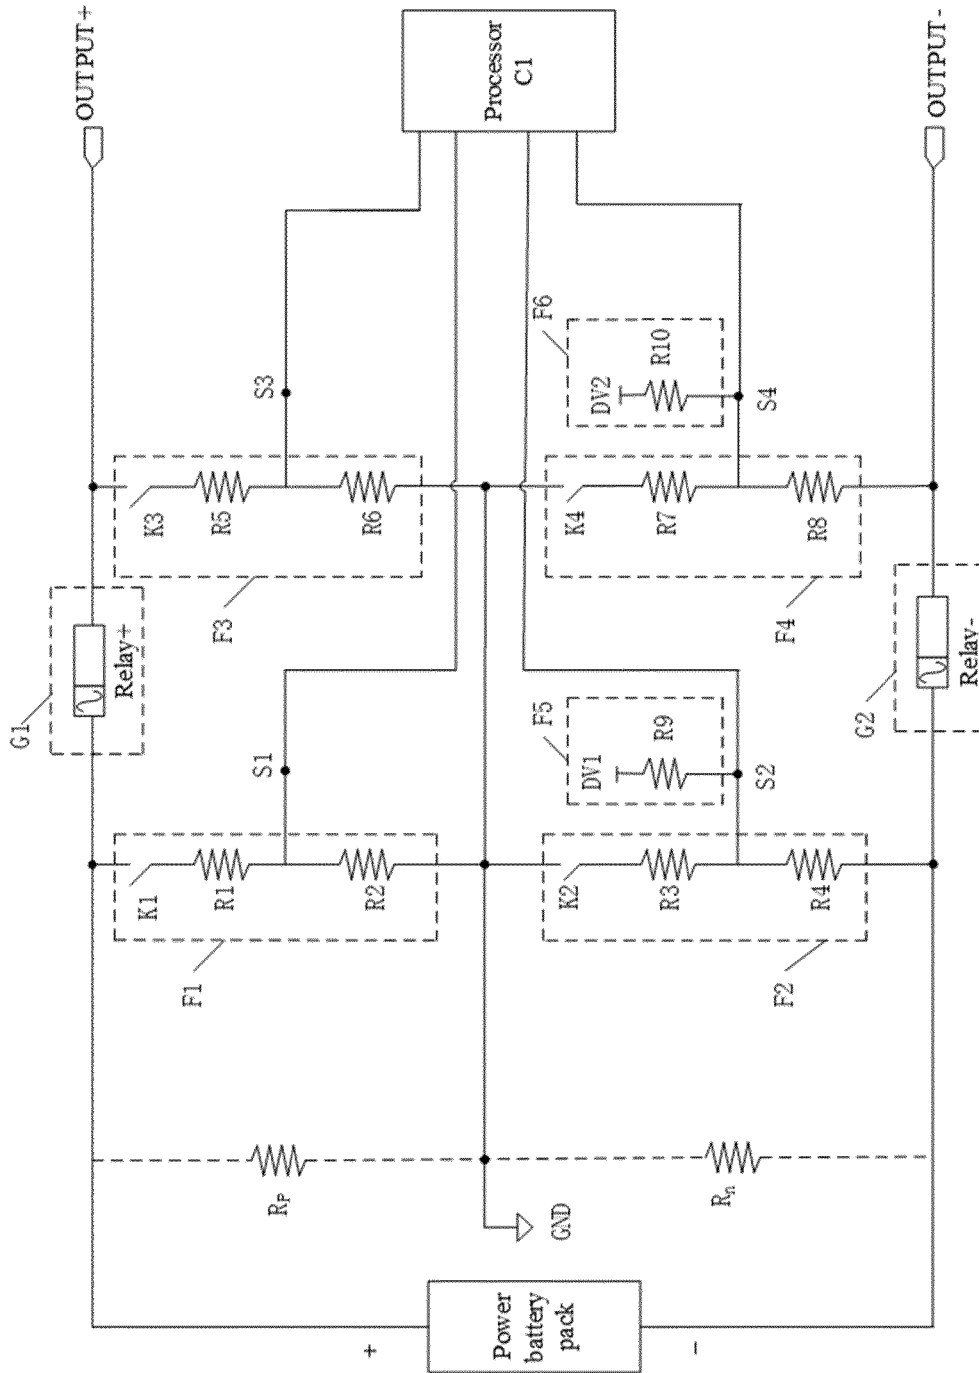 G1
OUTPUT+
Relay+
K1
K3
F1
R1
F3
R5
S1
S3
Rₚ
+
R2
R6
Processor
C1
Power
battery
pack
F5
F6
GND
K2
K4
DV1
DV2
R9
R10
R3
R7
−
Rₙ
S2
S4
F2
F4
R4
R8
G2
OUTPUT-
Relay-